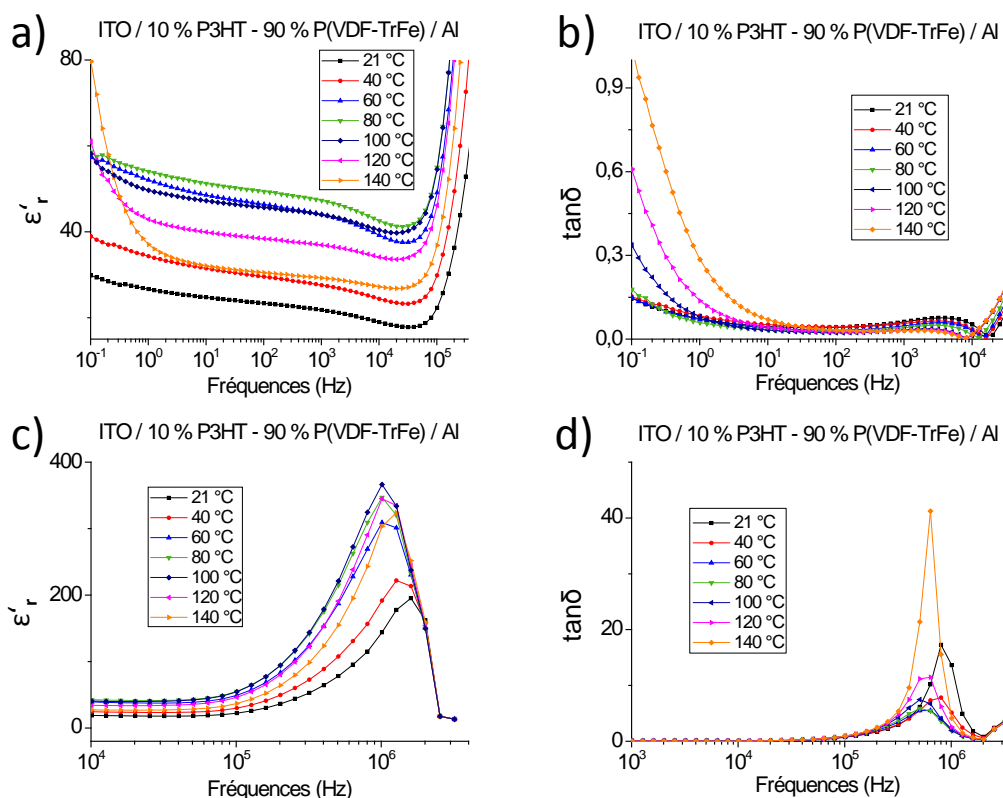 a)
ITO / 10 % P3HT - 90 % P(VDF-TrFe) / Al
80
40
ε'r
21 °C
40 °C
60 °C
80 °C
100 °C
120 °C
140 °C
10-1 100 101 102 103 104 105
Fréquences (Hz)
b)
ITO / 10 % P3HT - 90 % P(VDF-TrFe) / Al
0,9
0,6
0,3
0,0
tanδ
21 °C
40 °C
60 °C
80 °C
100 °C
120 °C
140 °C
10-1 100 101 102 103 104
Fréquences (Hz)
c)
ITO / 10 % P3HT - 90 % P(VDF-TrFe) / Al
400
200
0
ε'r
21 °C
40 °C
60 °C
80 °C
100 °C
120 °C
140 °C
104 105 106
Fréquences (Hz)
d)
ITO / 10 % P3HT - 90 % P(VDF-TrFe) / Al
40
20
0
tanδ
21 °C
40 °C
60 °C
80 °C
100 °C
120 °C
140 °C
103 104 105 106
Fréquences (Hz)